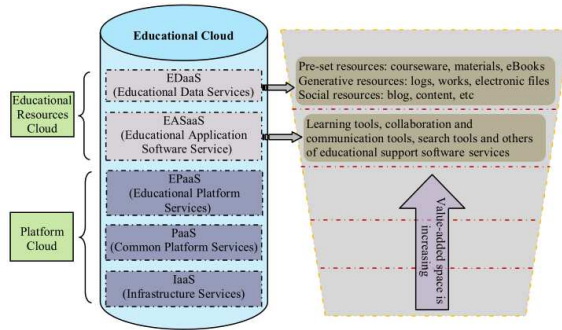 Educational Cloud
Educational
Resources
Cloud
EDaaS
(Educational Data Services)
Pre-set resources: courseware, materials, eBooks
Generative resources: logs, works, electronic files
Social resources: blog, content, etc
EASaaS
(Educational Application
Software Service)
Learning tools, collaboration and
communication tools, search tools and others
of educational support software services
Platform
Cloud
EPaaS
(Educational Platform
Services)
PaaS
(Common Platform Services)
IaaS
(Infrastructure Services)
Value-added space is
increasing